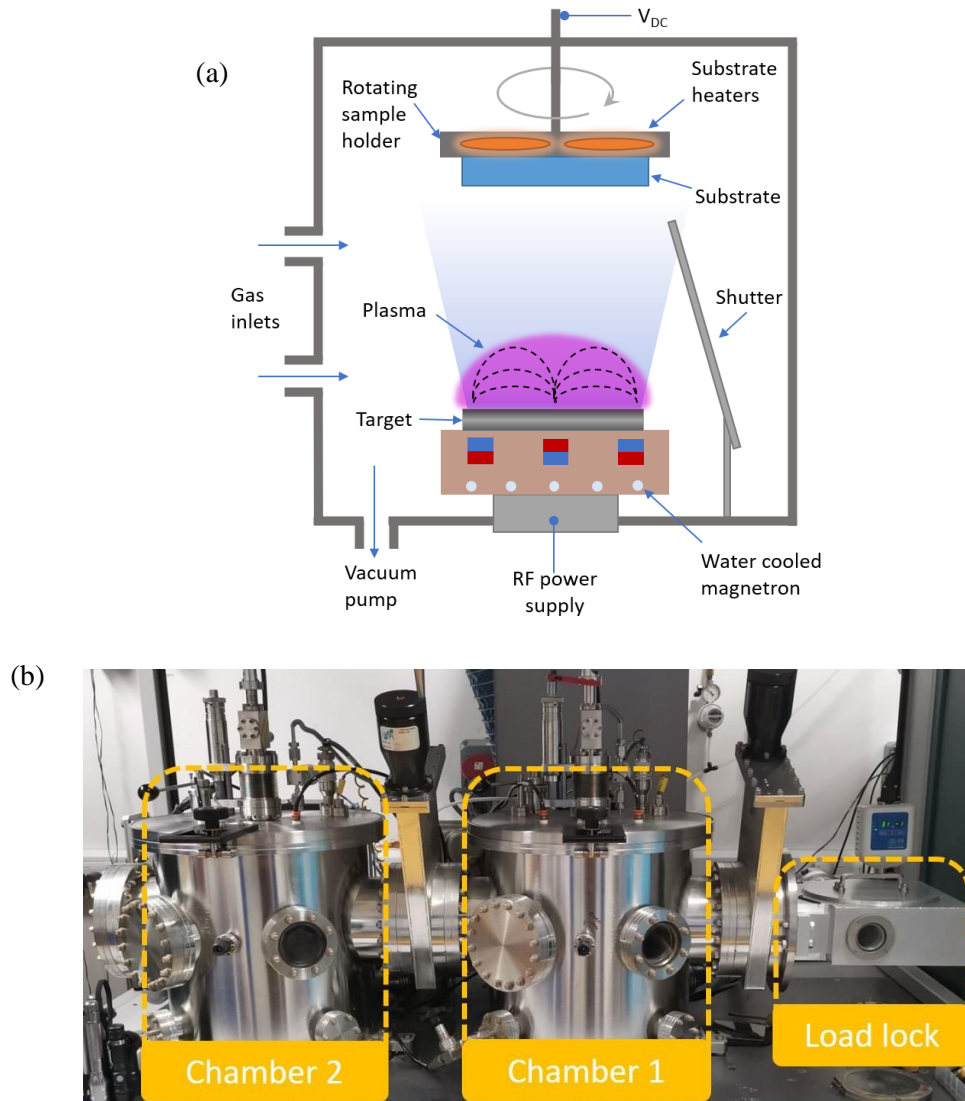 (a)
V_DC
Rotating
sample
holder
Substrate
heaters
Substrate
Gas
inlets
Plasma
Shutter
Target
Vacuum
pump
RF power
supply
Water cooled
magnetron
(b)
Chamber 2
Chamber 1
Load lock